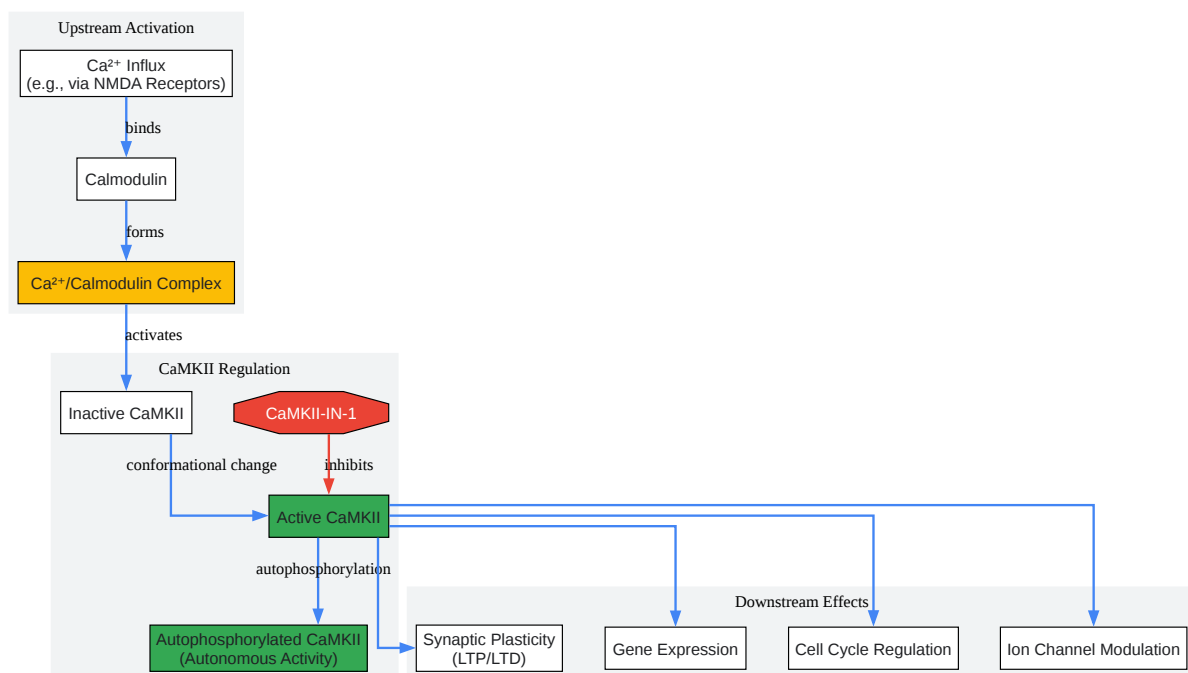 Upstream Activation
Ca²⁺ Influx
(e.g., via NMDA Receptors)
binds
Calmodulin
forms
Ca²⁺/Calmodulin Complex
activates
CaMKII Regulation
Inactive CaMKII
CaMKII-IN-1
conformational change
inhibits
Active CaMKII
autophosphorylation
Downstream Effects
Autophosphorylated CaMKII
(Autonomous Activity)
Synaptic Plasticity
(LTP/LTD)
Gene Expression
Cell Cycle Regulation
Ion Channel Modulation